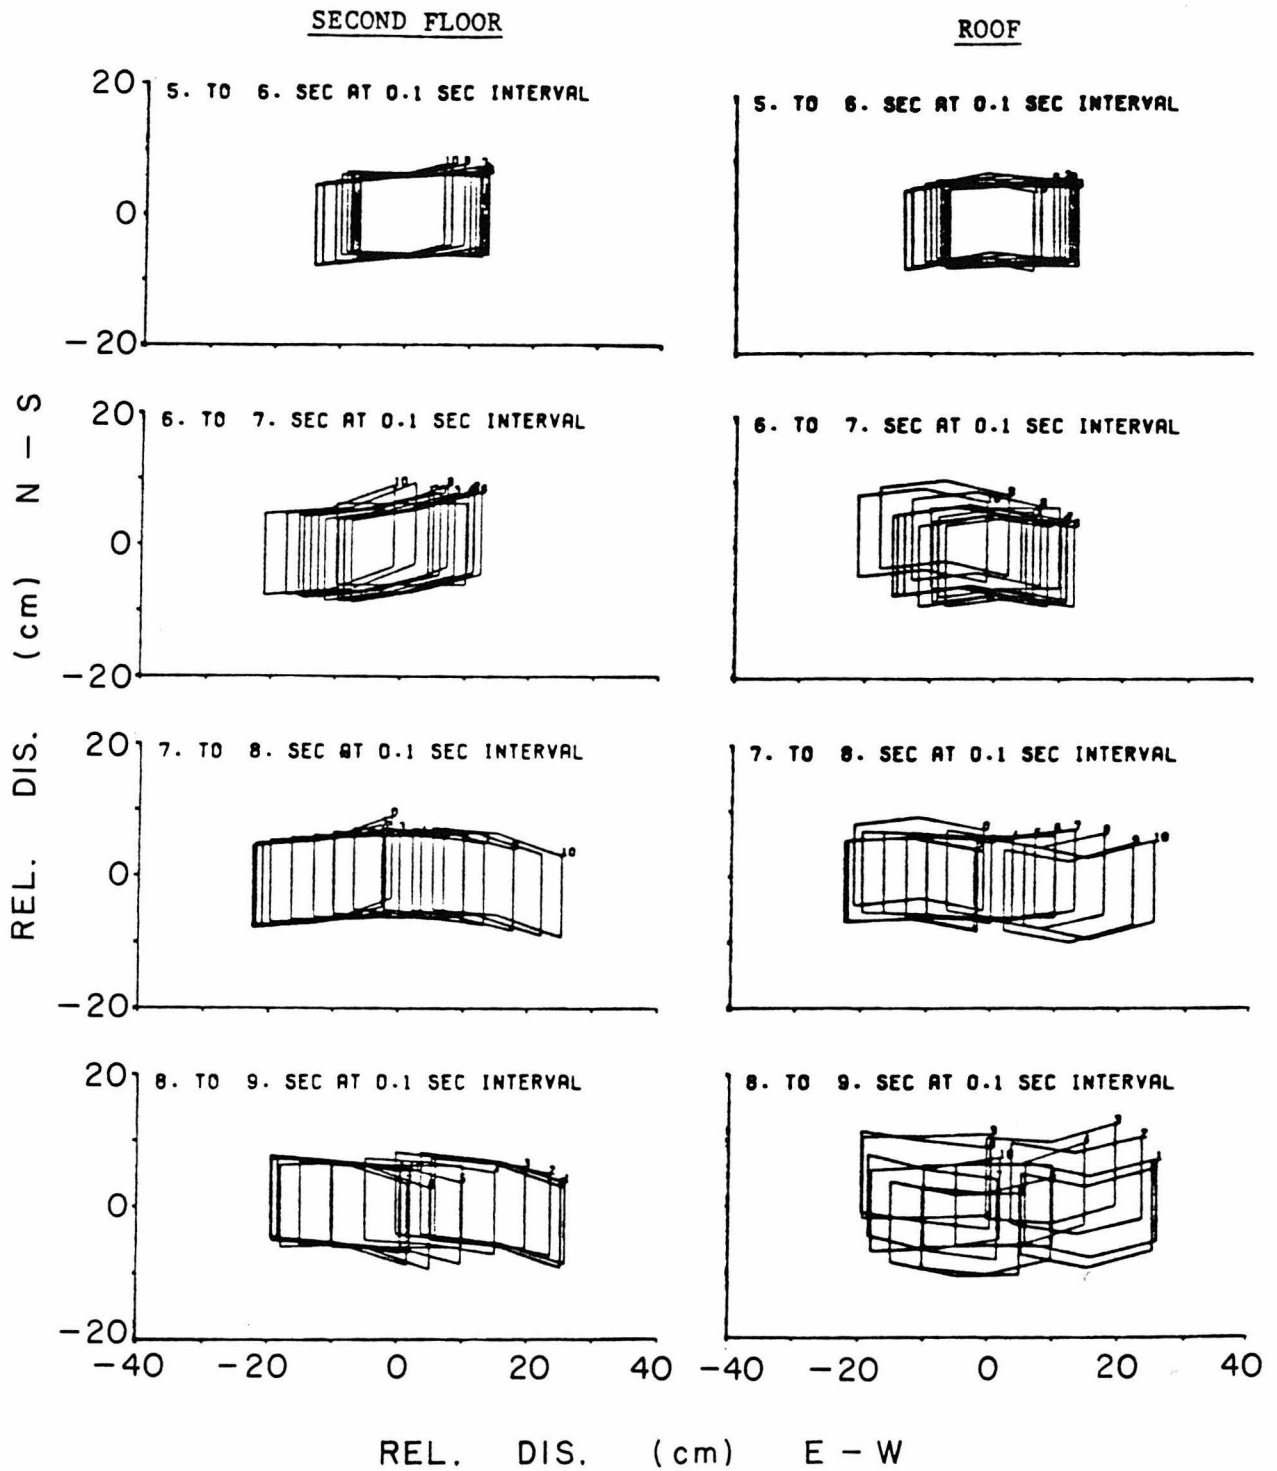 SECOND FLOOR
ROOF
20
5. TO 6. SEC AT 0.1 SEC INTERVAL
5. TO 6. SEC AT 0.1 SEC INTERVAL
0
-20
20
6. TO 7. SEC AT 0.1 SEC INTERVAL
6. TO 7. SEC AT 0.1 SEC INTERVAL
10
0
-20
20
7. TO 8. SEC AT 0.1 SEC INTERVAL
7. TO 8. SEC AT 0.1 SEC INTERVAL
10
10
0
-20
20
8. TO 9. SEC AT 0.1 SEC INTERVAL
8. TO 9. SEC AT 0.1 SEC INTERVAL
10
0
-20
-40 -20 0 20 40
-40 -20 0 20 40
REL. DIS. (cm) N-S
REL. DIS. (cm) E-W